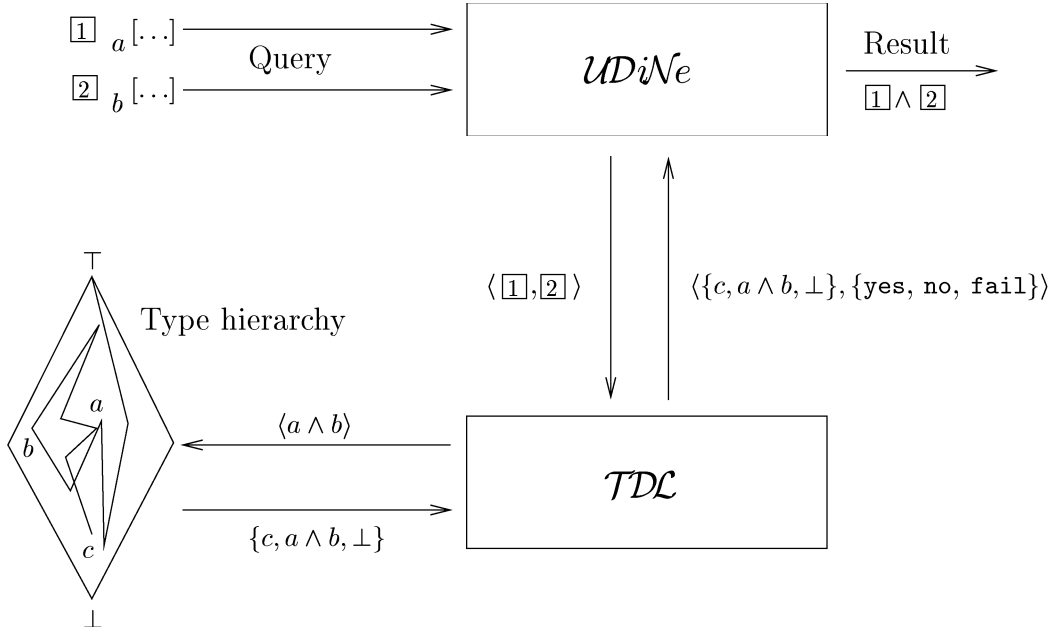 1 a[…]
Query
2 b[…]
UDiNe
Result
1 ∧ 2
⟨ 1 , 2 ⟩
⟨{c, a ∧ b, ⊥}, {yes, no, fail}⟩
⊤
Type hierarchy
a
b
c
⊥
⟨a ∧ b⟩
{c, a ∧ b, ⊥}
TDL